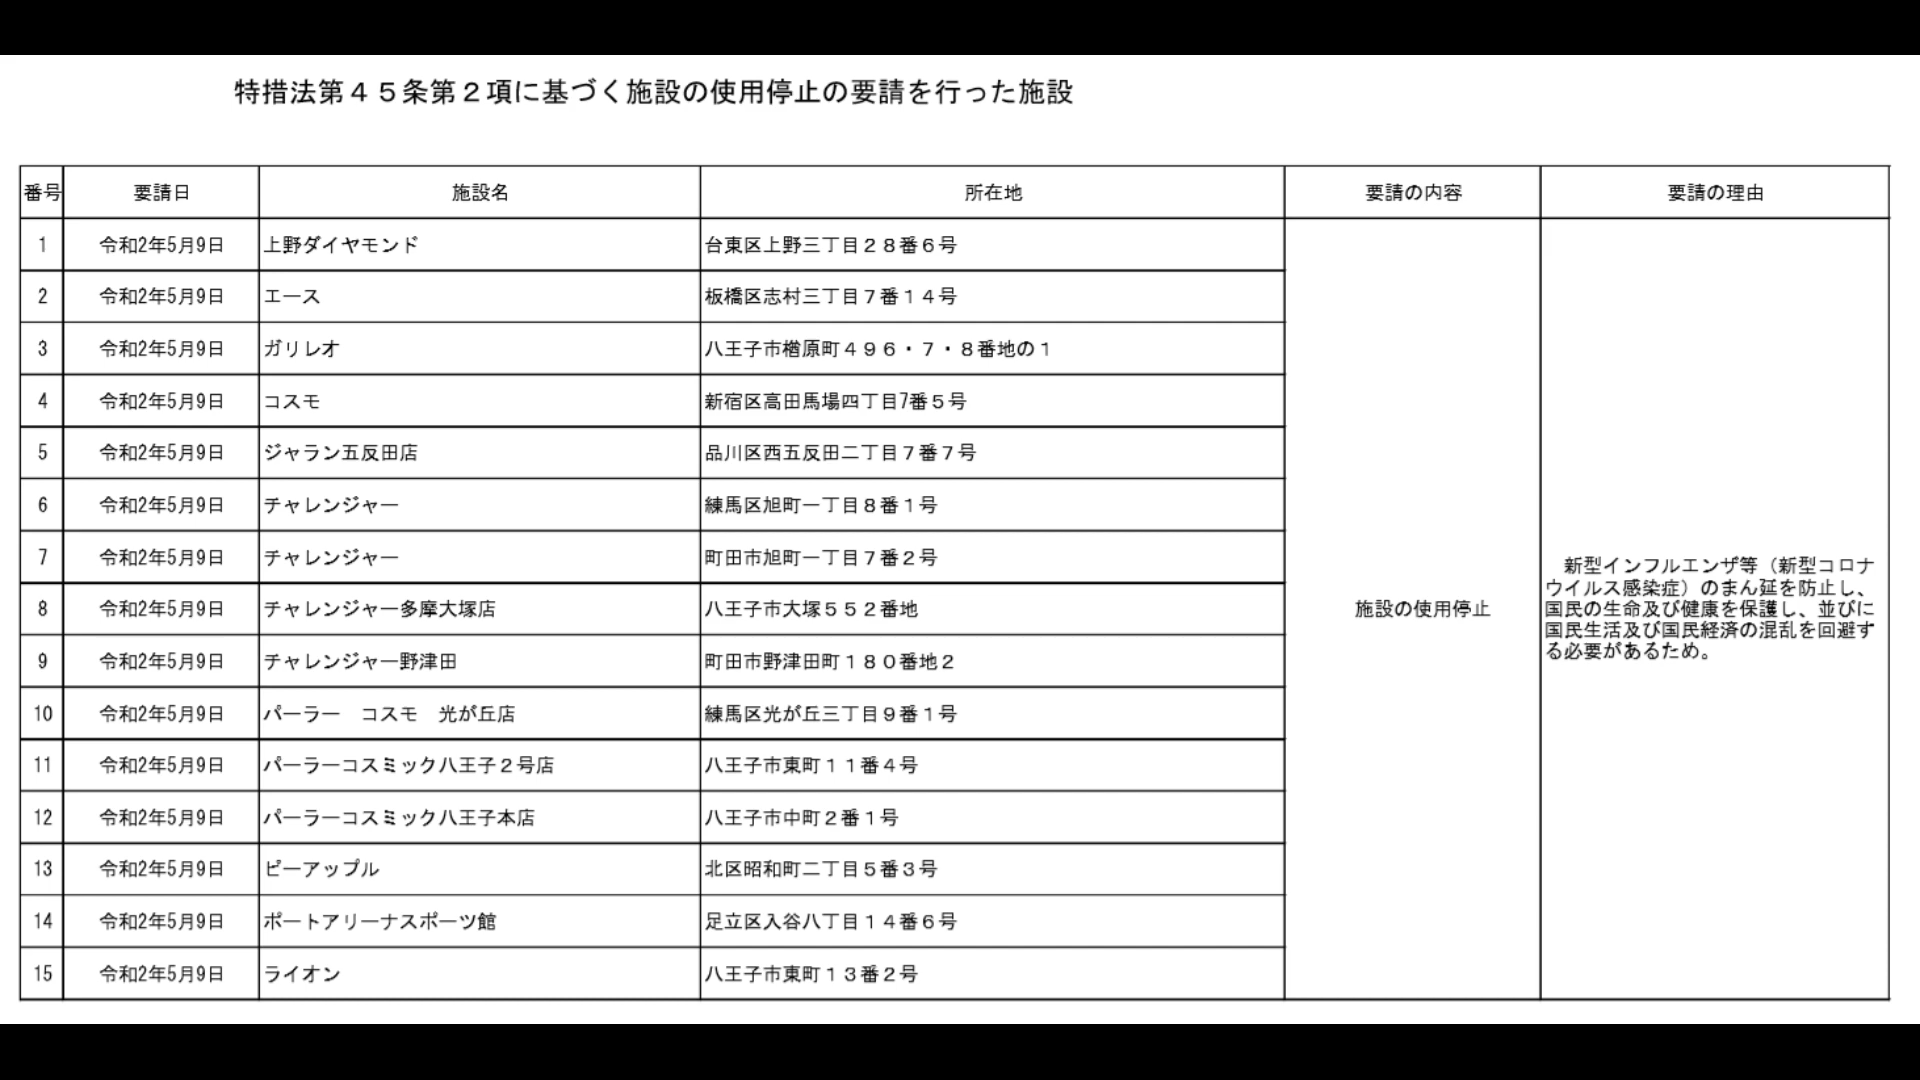 特措法第４５条第２項に基づく施設の使用停止の要請を行った施設
番号 要請日 施設名 所在地 要請の内容 要請の理由
1 令和2年5月9日 上野ダイヤモンド 台東区上野三丁目２８番６号
2 令和2年5月9日 エース 板橋区志村三丁目７番１４号
3 令和2年5月9日 ガリレオ 八王子市楢原町４９６・７・８番地の１
4 令和2年5月9日 コスモ 新宿区高田馬場四丁目7番５号
5 令和2年5月9日 ジャラン五反田店 品川区西五反田二丁目７番７号
6 令和2年5月9日 チャレンジャー 練馬区旭町一丁目８番１号
7 令和2年5月9日 チャレンジャー 町田市旭町一丁目７番２号
8 令和2年5月9日 チャレンジャー多摩大塚店 八王子市大塚５５２番地
9 令和2年5月9日 チャレンジャー野津田 町田市野津田町１８０番地２
10 令和2年5月9日 パーラー　コスモ　光が丘店 練馬区光が丘三丁目９番１号
11 令和2年5月9日 パーラーコスミック八王子２号店 八王子市東町１１番４号
12 令和2年5月9日 パーラーコスミック八王子本店 八王子市中町２番１号
13 令和2年5月9日 ピーアップル 北区昭和町二丁目５番３号
14 令和2年5月9日 ポートアリーナスポーツ館 足立区入谷八丁目１４番６号
15 令和2年5月9日 ライオン 八王子市東町１３番２号
施設の使用停止
新型インフルエンザ等（新型コロナ
ウイルス感染症）のまん延を防止し、
国民の生命及び健康を保護し、並びに
国民生活及び国民経済の混乱を回避す
る必要があるため。